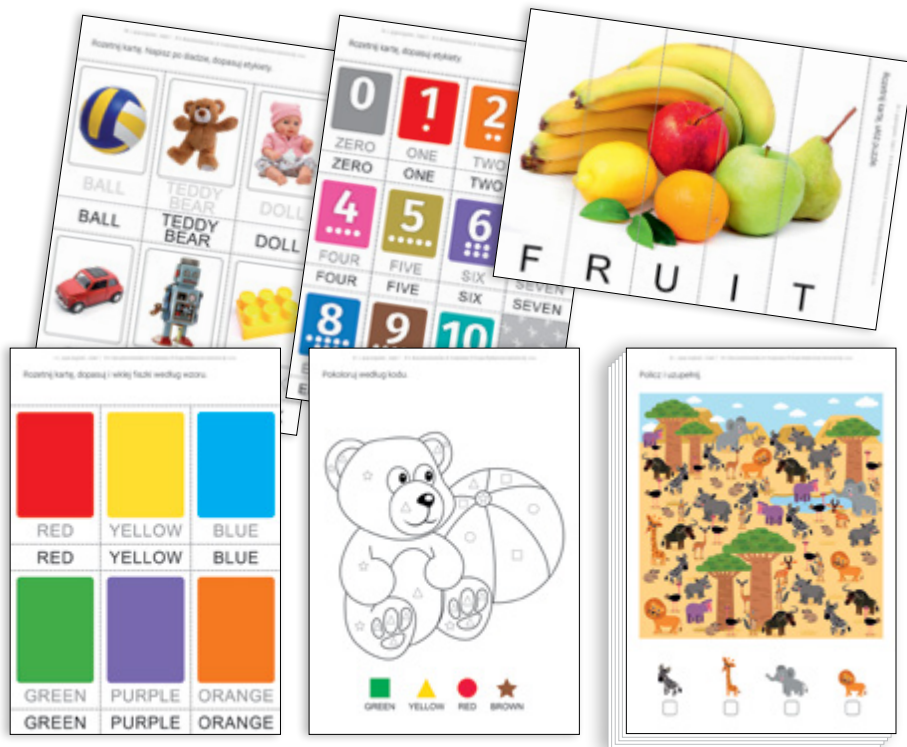 Rozetnij kartę. Napisz po śladzie, dopasuj etykiety.
BALL
TEDDY
BEAR
DOLL
BALL
TEDDY
BEAR
DOLL
Rozetnij kartę, dopasuj etykiety.
0
1
2
ZERO
ONE
TWO
ZERO
ONE
TWO
4
5
6
FOUR
FIVE
SIX
SEVEN
FOUR
FIVE
SIX
SEVEN
8
9
10
F R U I T
Rozetnij kartę, dopasuj i wklej fiszki według wzoru.
RED YELLOW BLUE
RED YELLOW BLUE
GREEN PURPLE ORANGE
GREEN PURPLE ORANGE
Pokoloruj według kodu.
GREEN YELLOW RED BROWN
Policz i uzupełnij.